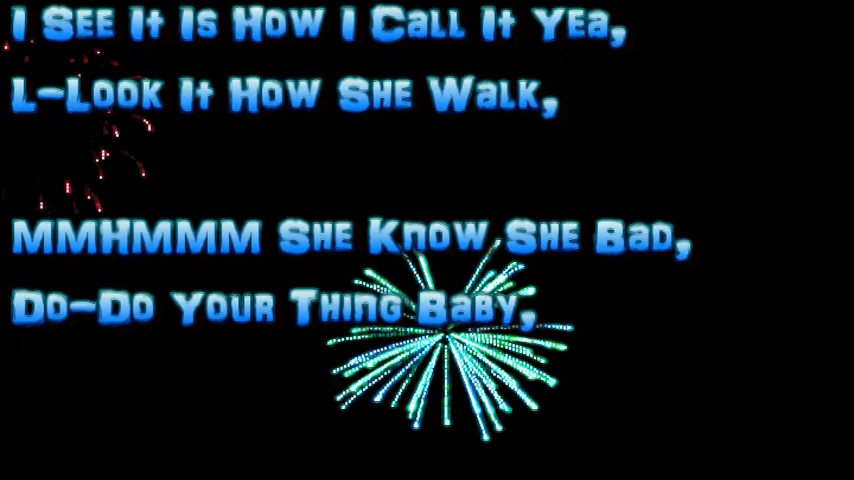 I See It Is How I Call It Yea,
L-Look It How She Walk,
MMHMMM She Know She Bad,
Do-Do Your Thing Baby,